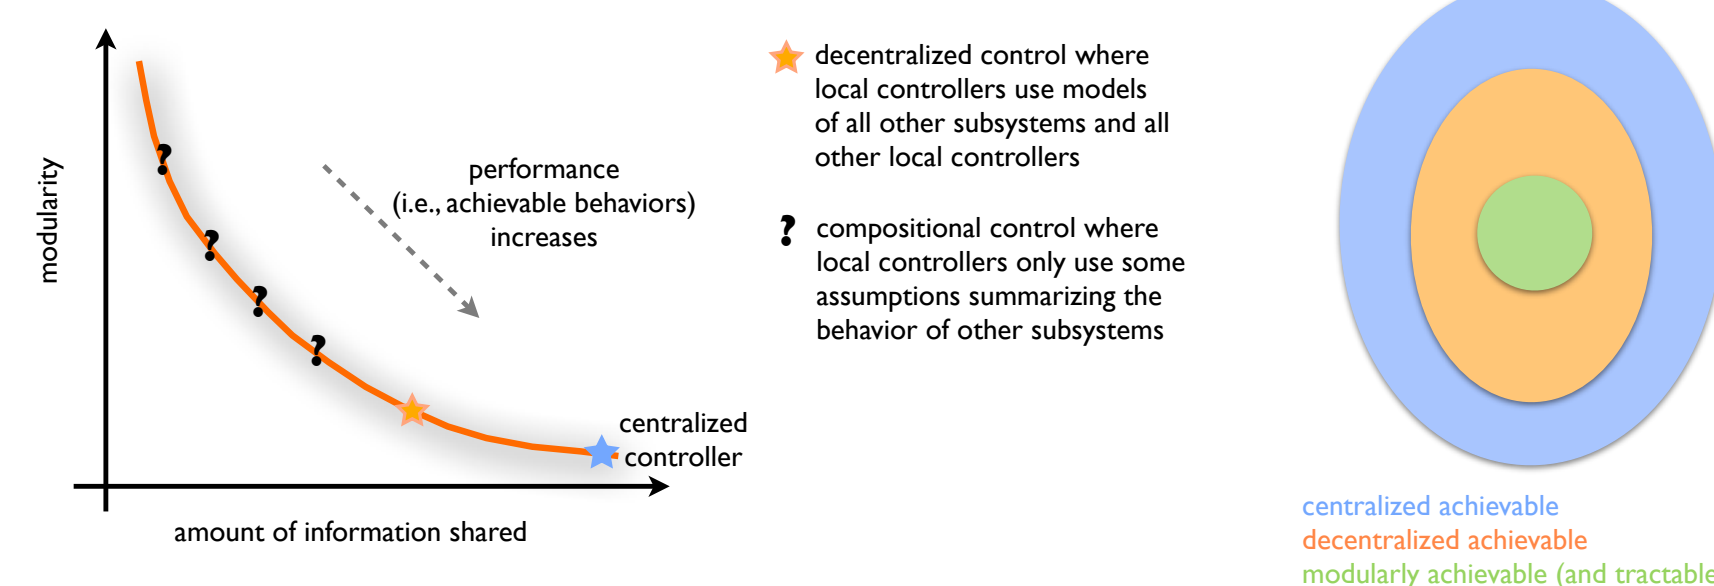 modularity
performance
(i.e., achievable behaviors)
increases
?
?
?
?
centralized
controller
amount of information shared
decentralized control where
local controllers use models
of all other subsystems and all
other local controllers
? compositional control where
local controllers only use some
assumptions summarizing the
behavior of other subsystems
centralized achievable
decentralized achievable
modularly achievable (and tractable